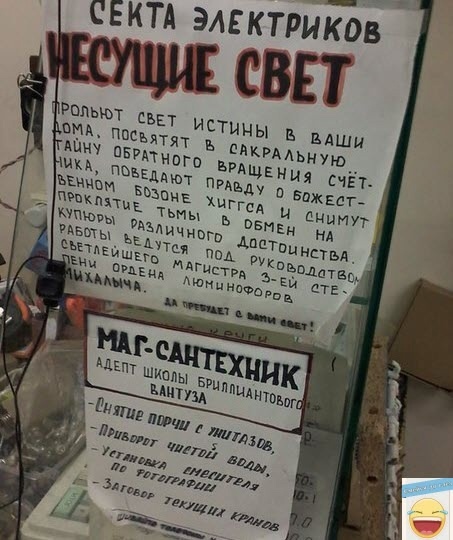 СЕКТА ЭЛЕКТРИКОВ
НЕСУЩИЕ СВЕТ
ПРОЛЬЮТ СВЕТ ИСТИНЫ В ВАШИ
ДОМА, ПОСВЯТЯТ В САКРАЛЬНУЮ
ТАЙНУ ОБРАТНОГО ВРАЩЕНИЯ СЧЁТ-
ЧИКА, ПОВЕДАЮТ ПРАВДУ О БОЖЕСТ-
ВЕННОМ БОЗОНЕ ХИГГСА И СНИМУТ
ПРОКЛЯТИЕ ТЬМЫ В ОБМЕН НА
КУПЮРЫ РАЗЛИЧНОГО ДОСТОИНСТВА.
РАБОТЫ ВЕДУТСЯ ПОД РУКОВОДСТВОМ
СВЕТЛЕЙШЕГО МАГИСТРА 3-ЕЙ СТЕ-
ПЕНИ ОРДЕНА ЛЮМИНОФОРОВ
МИХАЛЫЧА.
ДА ПРЕБУДЕТ С ВАМИ СВЕТ!
МАГ-САНТЕХНИК
АДЕПТ ШКОЛЫ БРИЛЛИАНТОВОГО
ВАНТУЗА
- СНЯТИЕ ПОРЧИ С УНИТАЗОВ,
- ПРИВОРОТ ЧИСТОЙ ВОДЫ,
- УСТАНОВКА СМЕСИТЕЛЯ
ПО ФОТОГРАФИИ
- ЗАГОВОР ТЕКУЩИХ КРАНОВ